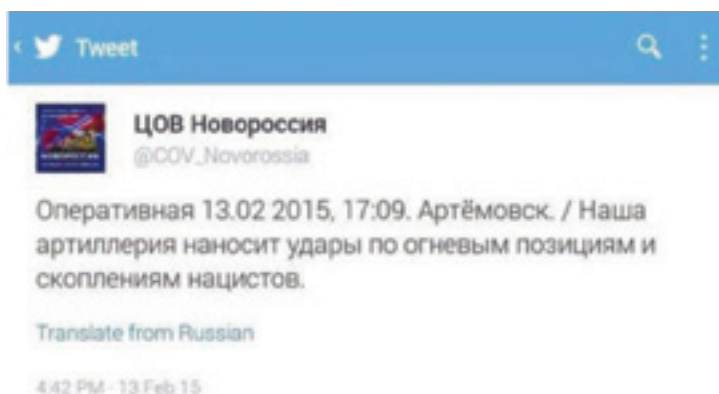 Tweet
ЦОВ Новороссия
@COV_Novorossia
Оперативная 13.02 2015, 17:09. Артёмовск. / Наша
артиллерия наносит удары по огневым позициям и
скоплениям нацистов.
Translate from Russian
4:42 PM - 13 Feb 15